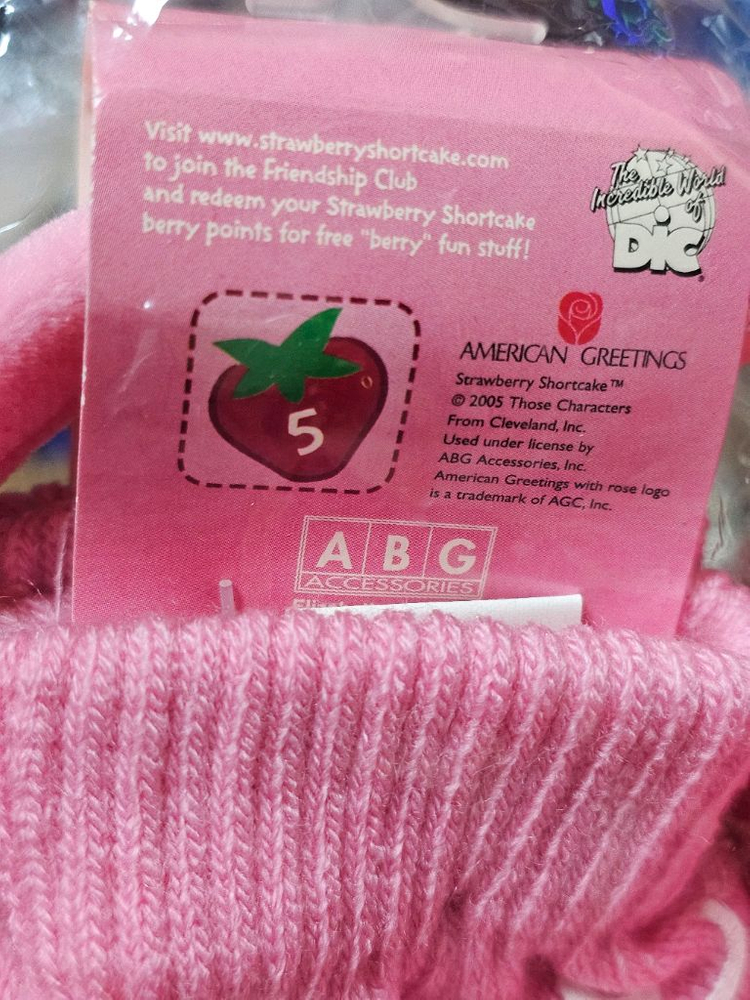 Visit www.strawberryshortcake.com
to join the Friendship Club
and redeem your Strawberry Shortcake
berry points for free "berry" fun stuff!
The
Incredible World
of
DiC
5
AMERICAN GREETINGS
Strawberry Shortcake™
© 2005 Those Characters
From Cleveland, Inc.
Used under license by
ABG Accessories, Inc.
American Greetings with rose logo
is a trademark of AGC, Inc.
ABG
ACCESSORIES